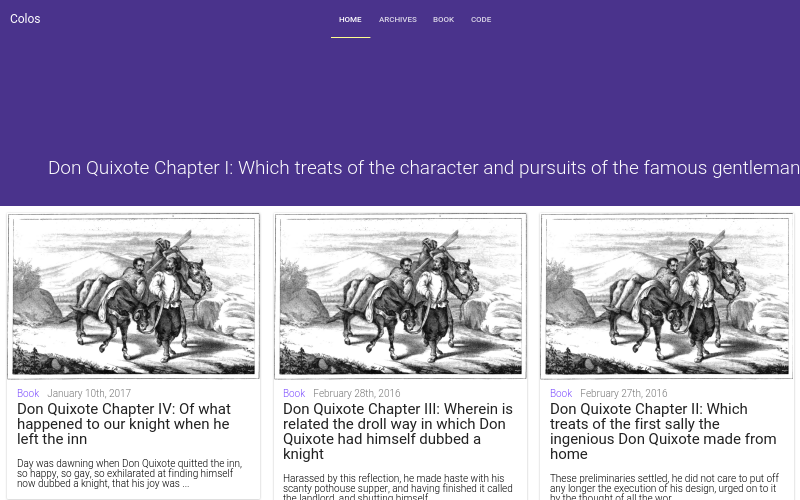 Colos
HOME ARCHIVES BOOK CODE
Don Quixote Chapter I: Which treats of the character and pursuits of the famous gentleman
Book January 10th, 2017
Don Quixote Chapter IV: Of what
happened to our knight when he
left the inn
Day was dawning when Don Quixote quitted the inn,
so happy, so gay, so exhilarated at finding himself
now dubbed a knight, that his joy was ...
Book February 28th, 2016
Don Quixote Chapter III: Wherein is
related the droll way in which Don
Quixote had himself dubbed a
knight
Harassed by this reflection, he made haste with his
scanty pothouse supper, and having finished it called
the landlord, and shutting himself
Book February 27th, 2016
Don Quixote Chapter II: Which
treats of the first sally the
ingenious Don Quixote made from
home
These preliminaries settled, he did not care to put off
any longer the execution of his design, urged on to it
by the thought of all the wor